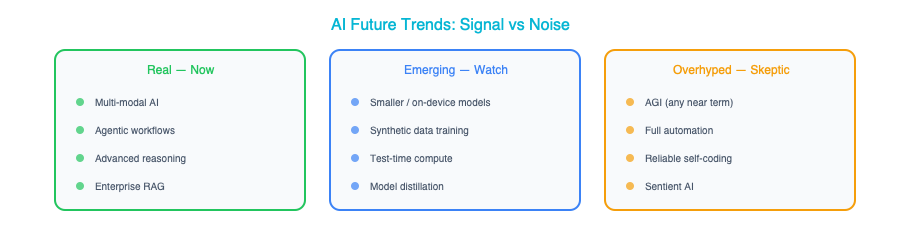 AI Future Trends: Signal vs Noise
Real — Now
Multi-modal AI
Agentic workflows
Advanced reasoning
Enterprise RAG
Emerging — Watch
Smaller / on-device models
Synthetic data training
Test-time compute
Model distillation
Overhyped — Skeptic
AGI (any near term)
Full automation
Reliable self-coding
Sentient AI